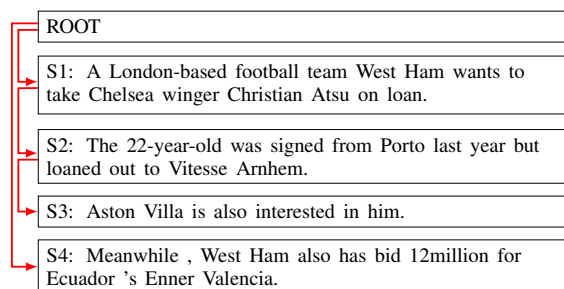 ROOT
S1: A London-based football team West Ham wants to
take Chelsea winger Christian Atsu on loan.
S2: The 22-year-old was signed from Porto last year but
loaned out to Vitesse Arnhem.
S3: Aston Villa is also interested in him.
S4: Meanwhile , West Ham also has bid 12million for
Ecuador 's Enner Valencia.